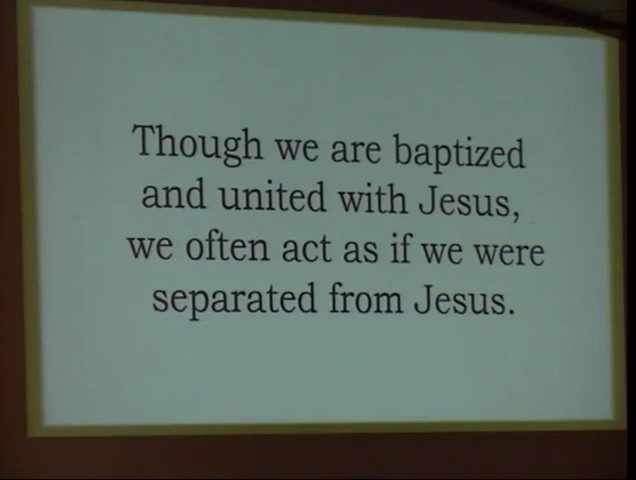 Though we are baptized
and united with Jesus,
we often act as if we were
separated from Jesus.